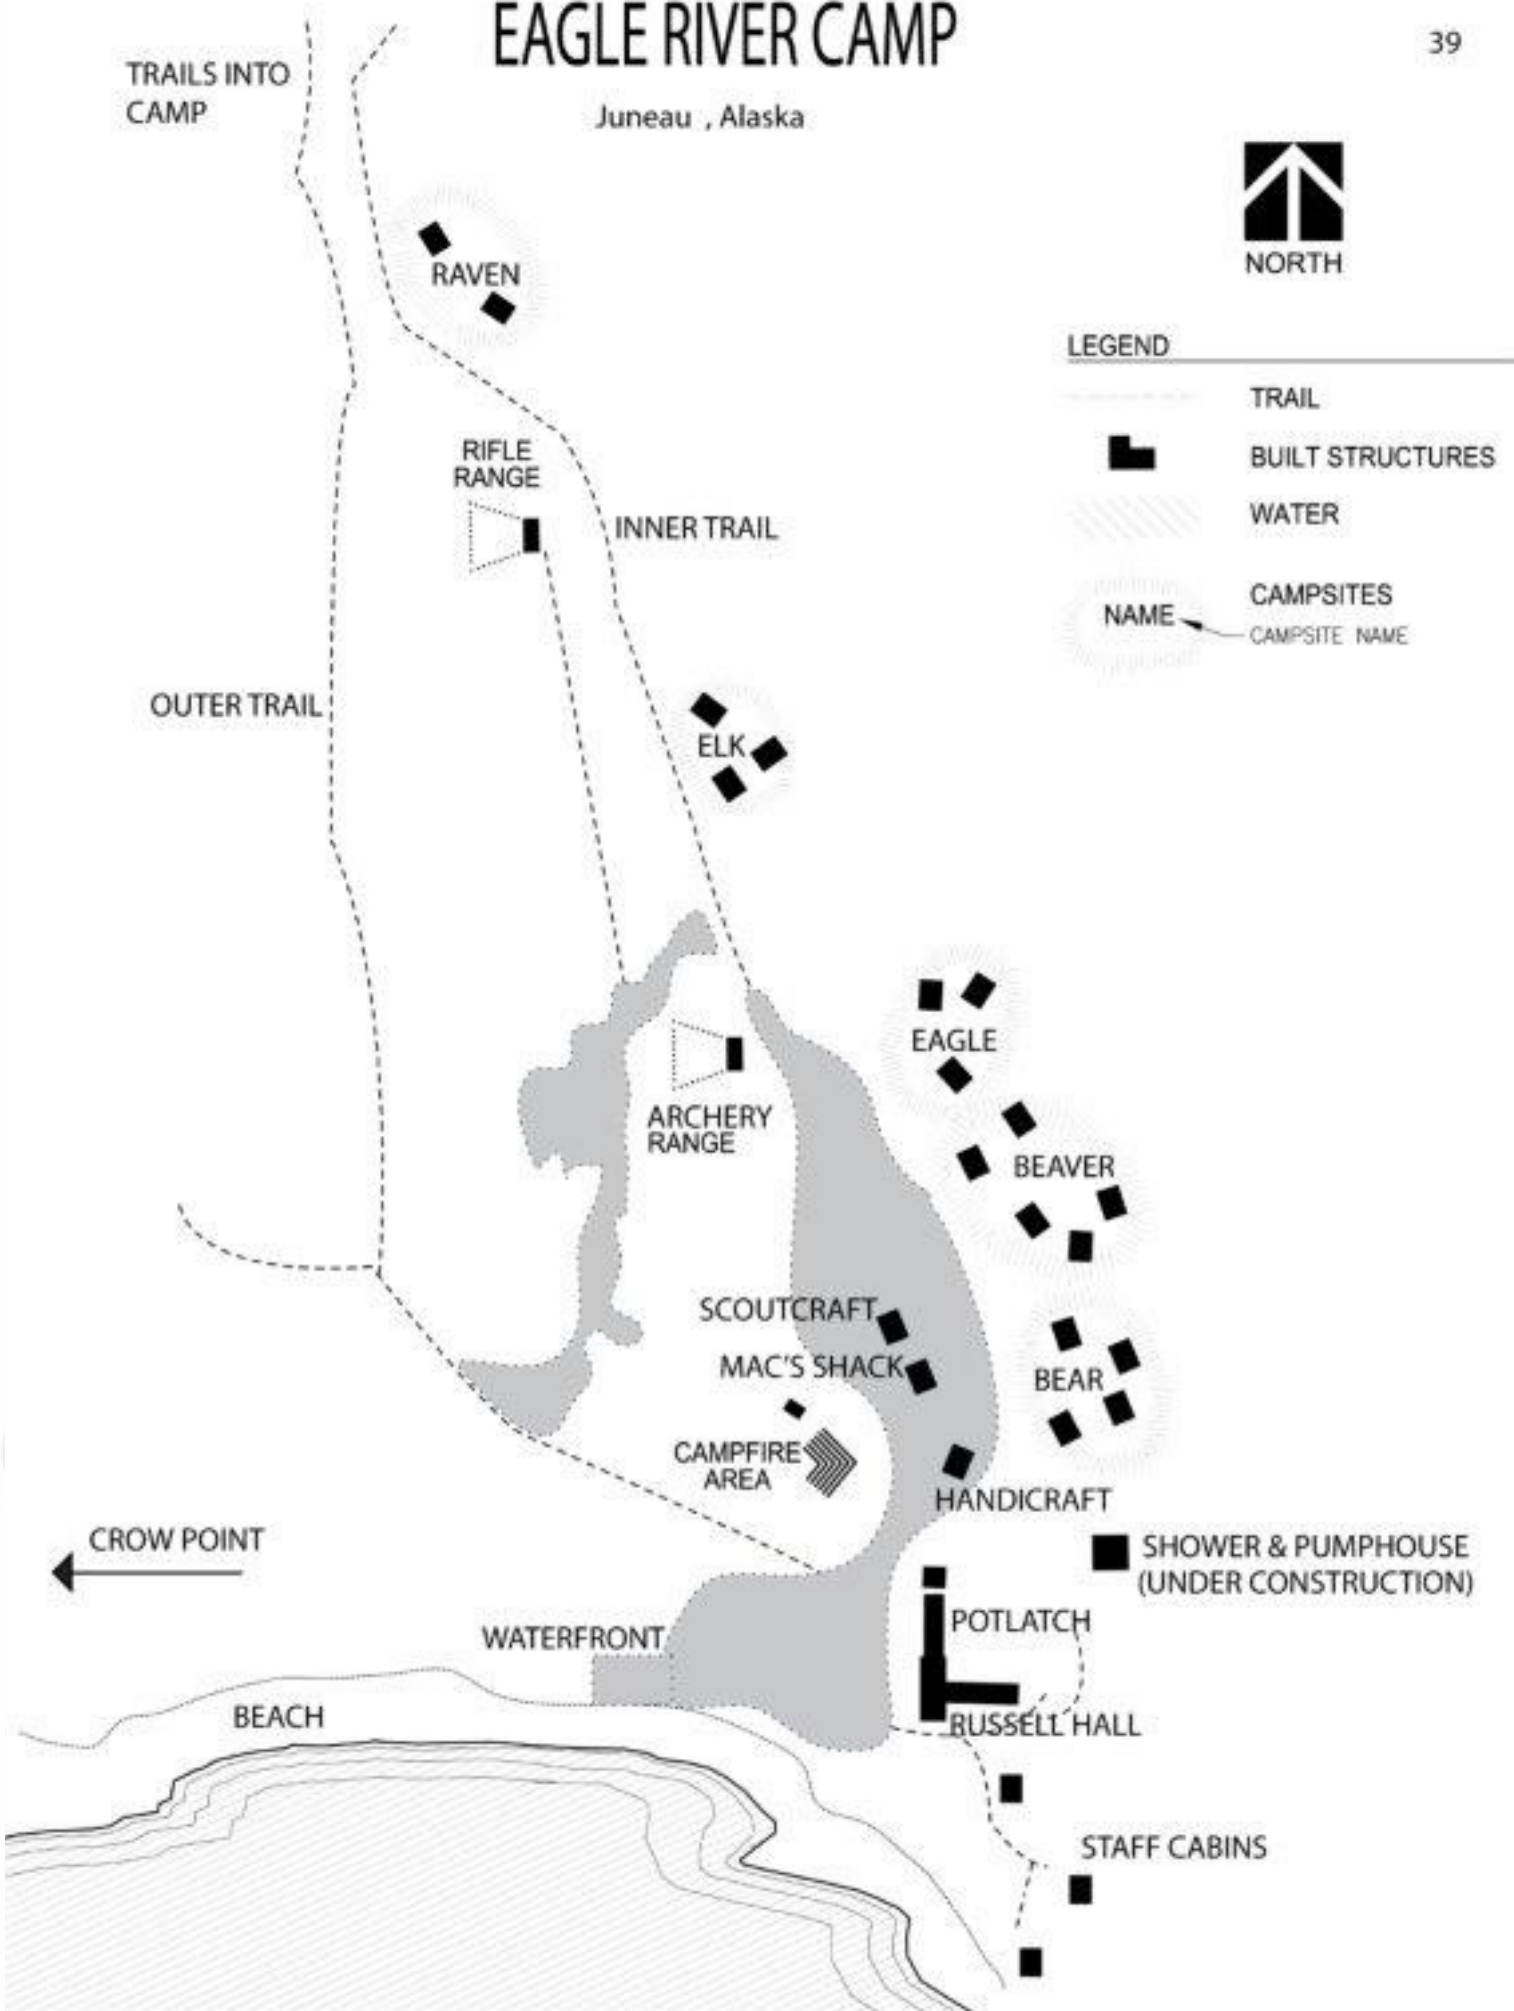 EAGLE RIVER CAMP
39
Juneau , Alaska
TRAILS INTO
CAMP
NORTH
RAVEN
LEGEND
TRAIL
BUILT STRUCTURES
WATER
NAME
CAMPSITES
CAMPSITE NAME
RIFLE
RANGE
INNER TRAIL
OUTER TRAIL
ELK
EAGLE
ARCHERY
RANGE
BEAVER
SCOUTCRAFT
MAC'S SHACK
BEAR
CAMPFIRE
AREA
HANDICRAFT
CROW POINT
SHOWER & PUMPHOUSE
(UNDER CONSTRUCTION)
POTLATCH
WATERFRONT
BEACH
RUSSELL HALL
STAFF CABINS